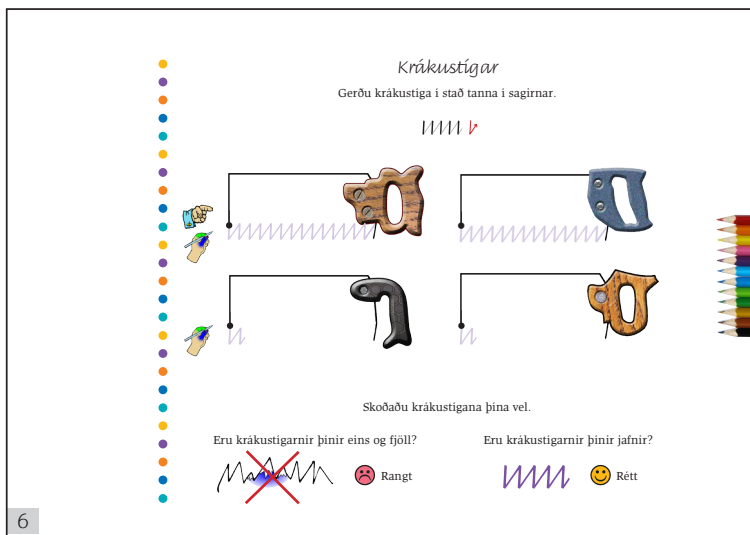 Krákustígar
Gerðu krákustíga í stað tanna í sagirnar.
Skoðaðu krákustígana þína vel.
Eru krákustígarnir þínir eins og fjöll?
Eru krákustígarnir þínir jafnir?
Rangt
Rétt
6